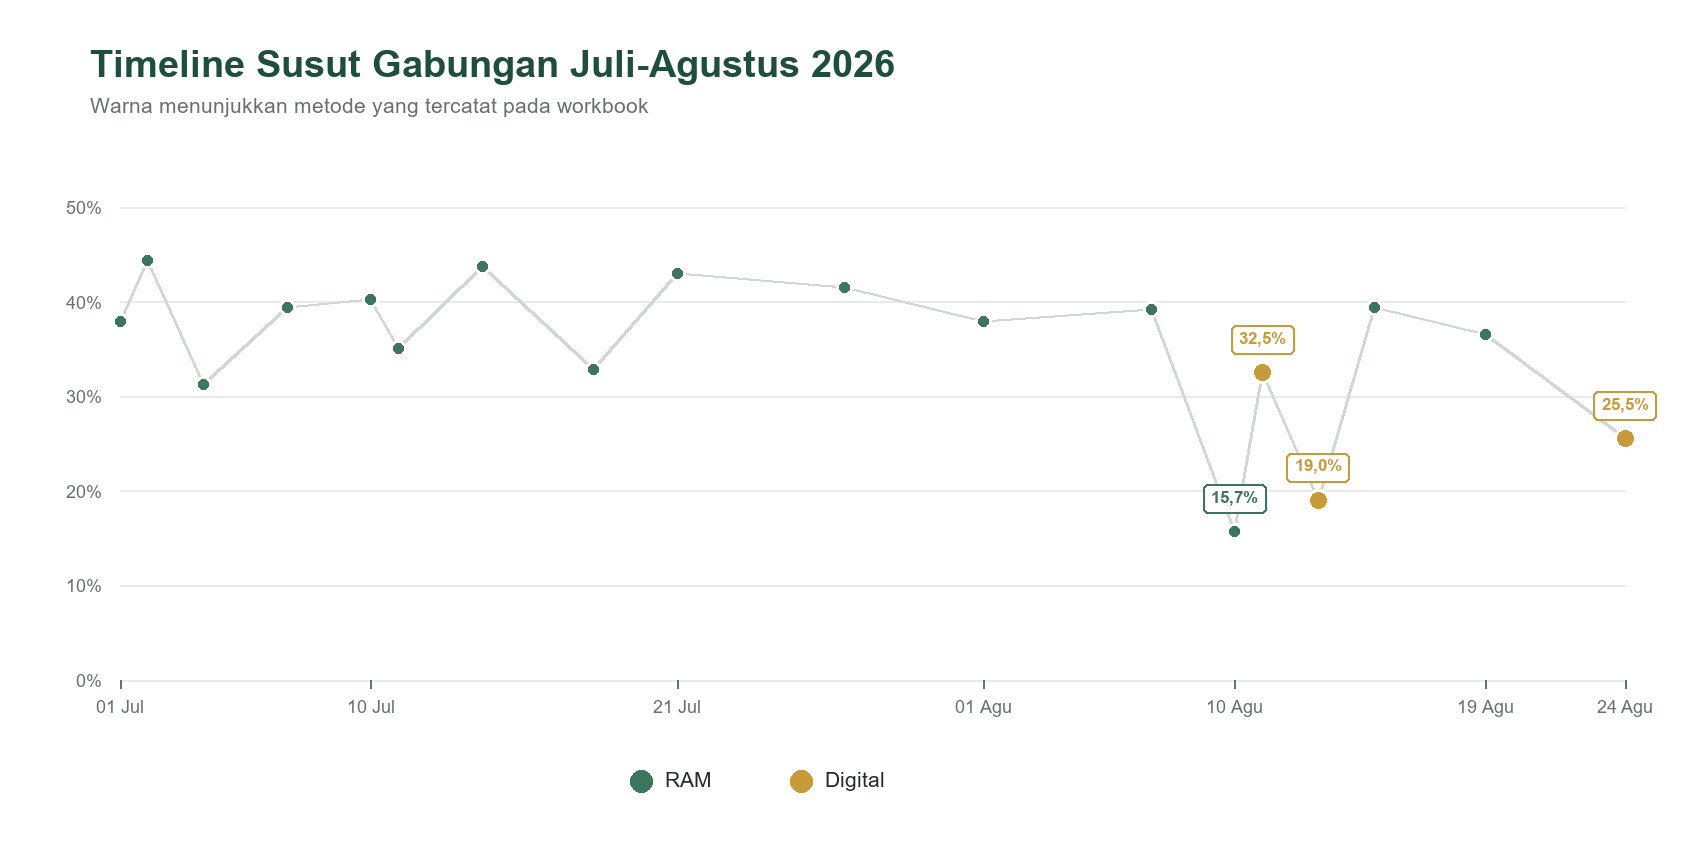 Timeline Susut Gabungan Juli-Agustus 2026
Warna menunjukkan metode yang tercatat pada workbook
50%
40%
30%
20%
10%
0%
32,5%
25,5%
19,0%
15,7%
01 Jul
10 Jul
21 Jul
01 Agu
10 Agu
19 Agu
24 Agu
RAM
Digital